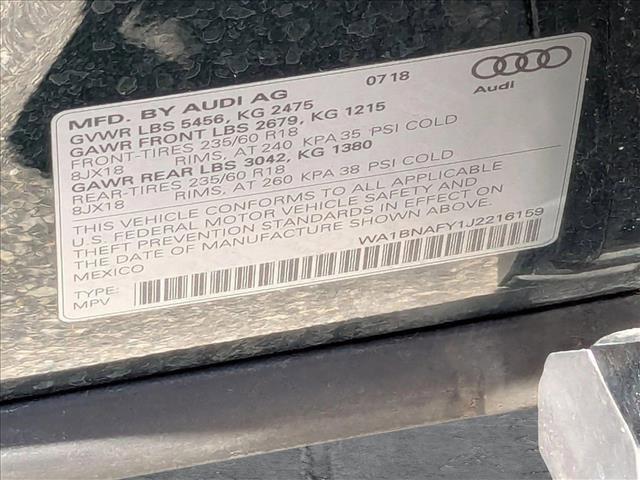 MFD. BY AUDI AG 07 18
GVWR LBS 5456, KG 2475
GAWR FRONT LBS 2679, KG 1215
FRONT-TIRES 235/60 R18
8JX18 RIMS, AT 240 KPA 35 PSI COLD
GAWR REAR LBS 3042, KG 1380
REAR-TIRES 235/60 R18
8JX18 RIMS, AT 260 KPA 38 PSI COLD
THIS VEHICLE CONFORMS TO ALL APPLICABLE
U.S. FEDERAL MOTOR VEHICLE SAFETY AND
THEFT PREVENTION STANDARDS IN EFFECT ON
THE DATE OF MANUFACTURE SHOWN ABOVE.
MEXICO WA1BNAFY1J2216159
TYPE:
MPV
Audi